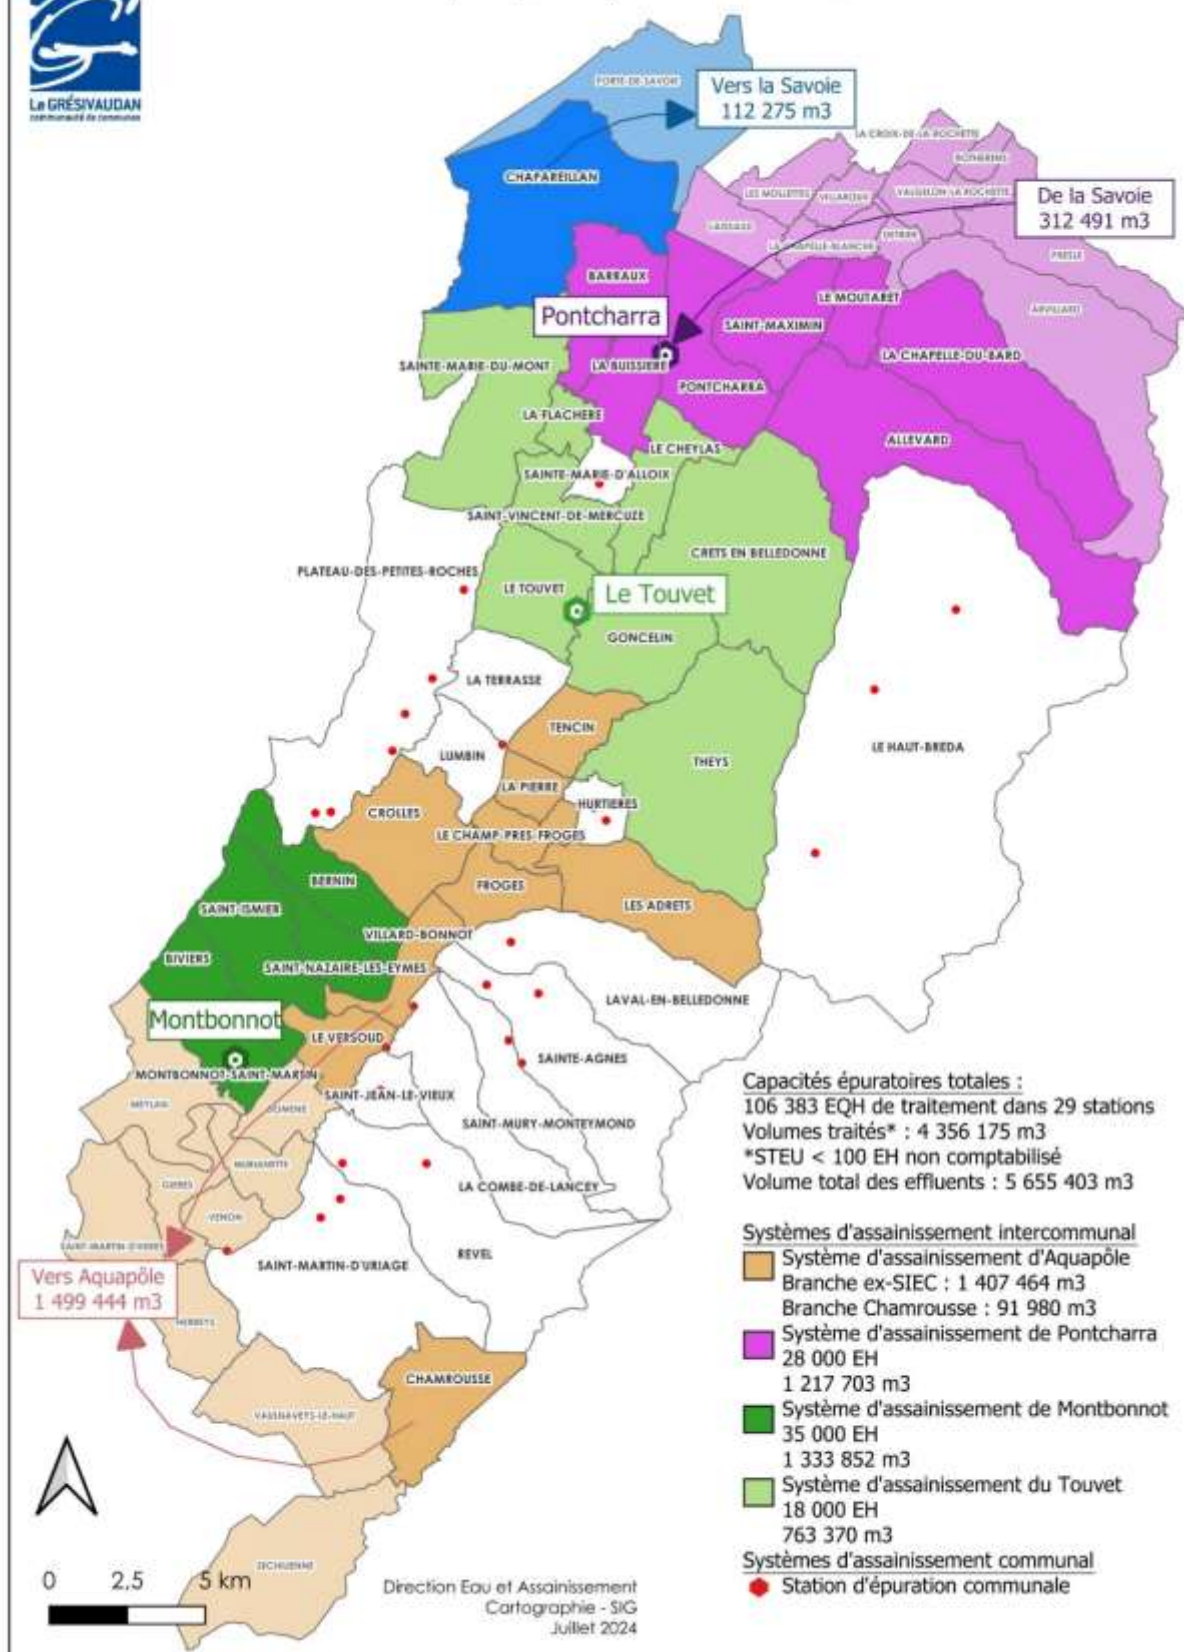 Le GRÉSIVAUDAN
communauté de communes
PORTE-DE-SAVOIE
Vers la Savoie
112 275 m3
LA CROIX-DE-LA-ROCHETTE
ROTHERENS
CHAPAREILLAN
LES MOLLETTES
VILLAROUX
VALGELON-LA ROCHETTE
De la Savoie
312 491 m3
LAISSAUD
LA CHAPELLE-BLANCHE
DETRIER
PRESLE
BARRAUX
LE MOUTARET
ARVILLARD
Pontcharra
SAINT-MAXIMIN
SAINTE-MARIE-DU-MONT
LA BUISSIERE
LA CHAPELLE-DU-BARD
PONTCHARRA
LA FLACHERE
ALLEVARD
LE CHEYLAS
SAINTE-MARIE-D'ALLOIX
SAINT-VINCENT-DE-MERCUZE
CRETS EN BELLEDONNE
PLATEAU-DES-PETITES-ROCHES
LE TOUVET
Le Touvet
GONCELIN
LA TERRASSE
TENCIN
LE HAUT-BREDA
LUMBIN
THEYS
LA PIERRE
HURTIERES
CROLLES
LE CHAMP-PRES-FROGES
BERNIN
FROGES
LES ADRETS
SAINT-ISMIER
VILLARD-BONNOT
BIVIERS
SAINT-NAZAIRE-LES-EYMES
LAVAL-EN-BELLEDONNE
Montbonnot
LE VERSOUD
SAINTE-AGNES
MONTBONNOT-SAINT-MARTIN
MEYLAN
DOMENE
SAINT-JEAN-LE-VIEUX
SAINT-MURY-MONTEYMOND
MURIANETTE
GIERES
LA COMBE-DE-LANCEY
VENON
SAINT-MARTIN-D'HERES
REVEL
SAINT-MARTIN-D'URIAGE
Vers Aquapôle
1 499 444 m3
HERBEYS
CHAMROUSSE
VAULNAVEYS-LE-HAUT
SECHILIENNE
Capacités épuratoires totales :
106 383 EQH de traitement dans 29 stations
Volumes traités* : 4 356 175 m3
*STEU < 100 EH non comptabilisé
Volume total des effluents : 5 655 403 m3
Systèmes d'assainissement intercommunal
Système d'assainissement d'Aquapôle
Branche ex-SIEC : 1 407 464 m3
Branche Chamrousse : 91 980 m3
Système d'assainissement de Pontcharra
28 000 EH
1 217 703 m3
Système d'assainissement de Montbonnot
35 000 EH
1 333 852 m3
Système d'assainissement du Touvet
18 000 EH
763 370 m3
Systèmes d'assainissement communal
Station d'épuration communale
0 2,5 5 km
Direction Eau et Assainissement
Cartographie - SIG
Juillet 2024